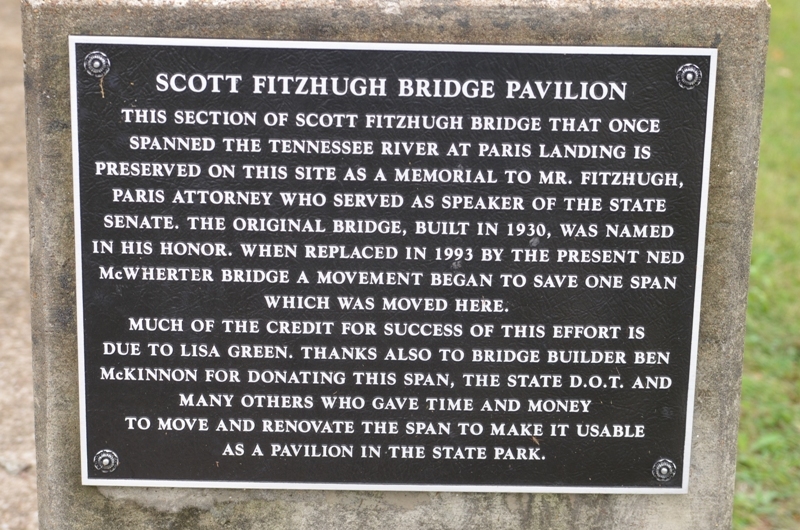 SCOTT FITZHUGH BRIDGE PAVILION
THIS SECTION OF SCOTT FITZHUGH BRIDGE THAT ONCE
SPANNED THE TENNESSEE RIVER AT PARIS LANDING IS
PRESERVED ON THIS SITE AS A MEMORIAL TO MR. FITZHUGH,
PARIS ATTORNEY WHO SERVED AS SPEAKER OF THE STATE
SENATE. THE ORIGINAL BRIDGE, BUILT IN 1930, WAS NAMED
IN HIS HONOR. WHEN REPLACED IN 1993 BY THE PRESENT NED
McWHERTER BRIDGE A MOVEMENT BEGAN TO SAVE ONE SPAN
WHICH WAS MOVED HERE.
MUCH OF THE CREDIT FOR SUCCESS OF THIS EFFORT IS
DUE TO LISA GREEN. THANKS ALSO TO BRIDGE BUILDER BEN
McKINNON FOR DONATING THIS SPAN, THE STATE D.O.T. AND
MANY OTHERS WHO GAVE TIME AND MONEY
TO MOVE AND RENOVATE THE SPAN TO MAKE IT USABLE
AS A PAVILION IN THE STATE PARK.